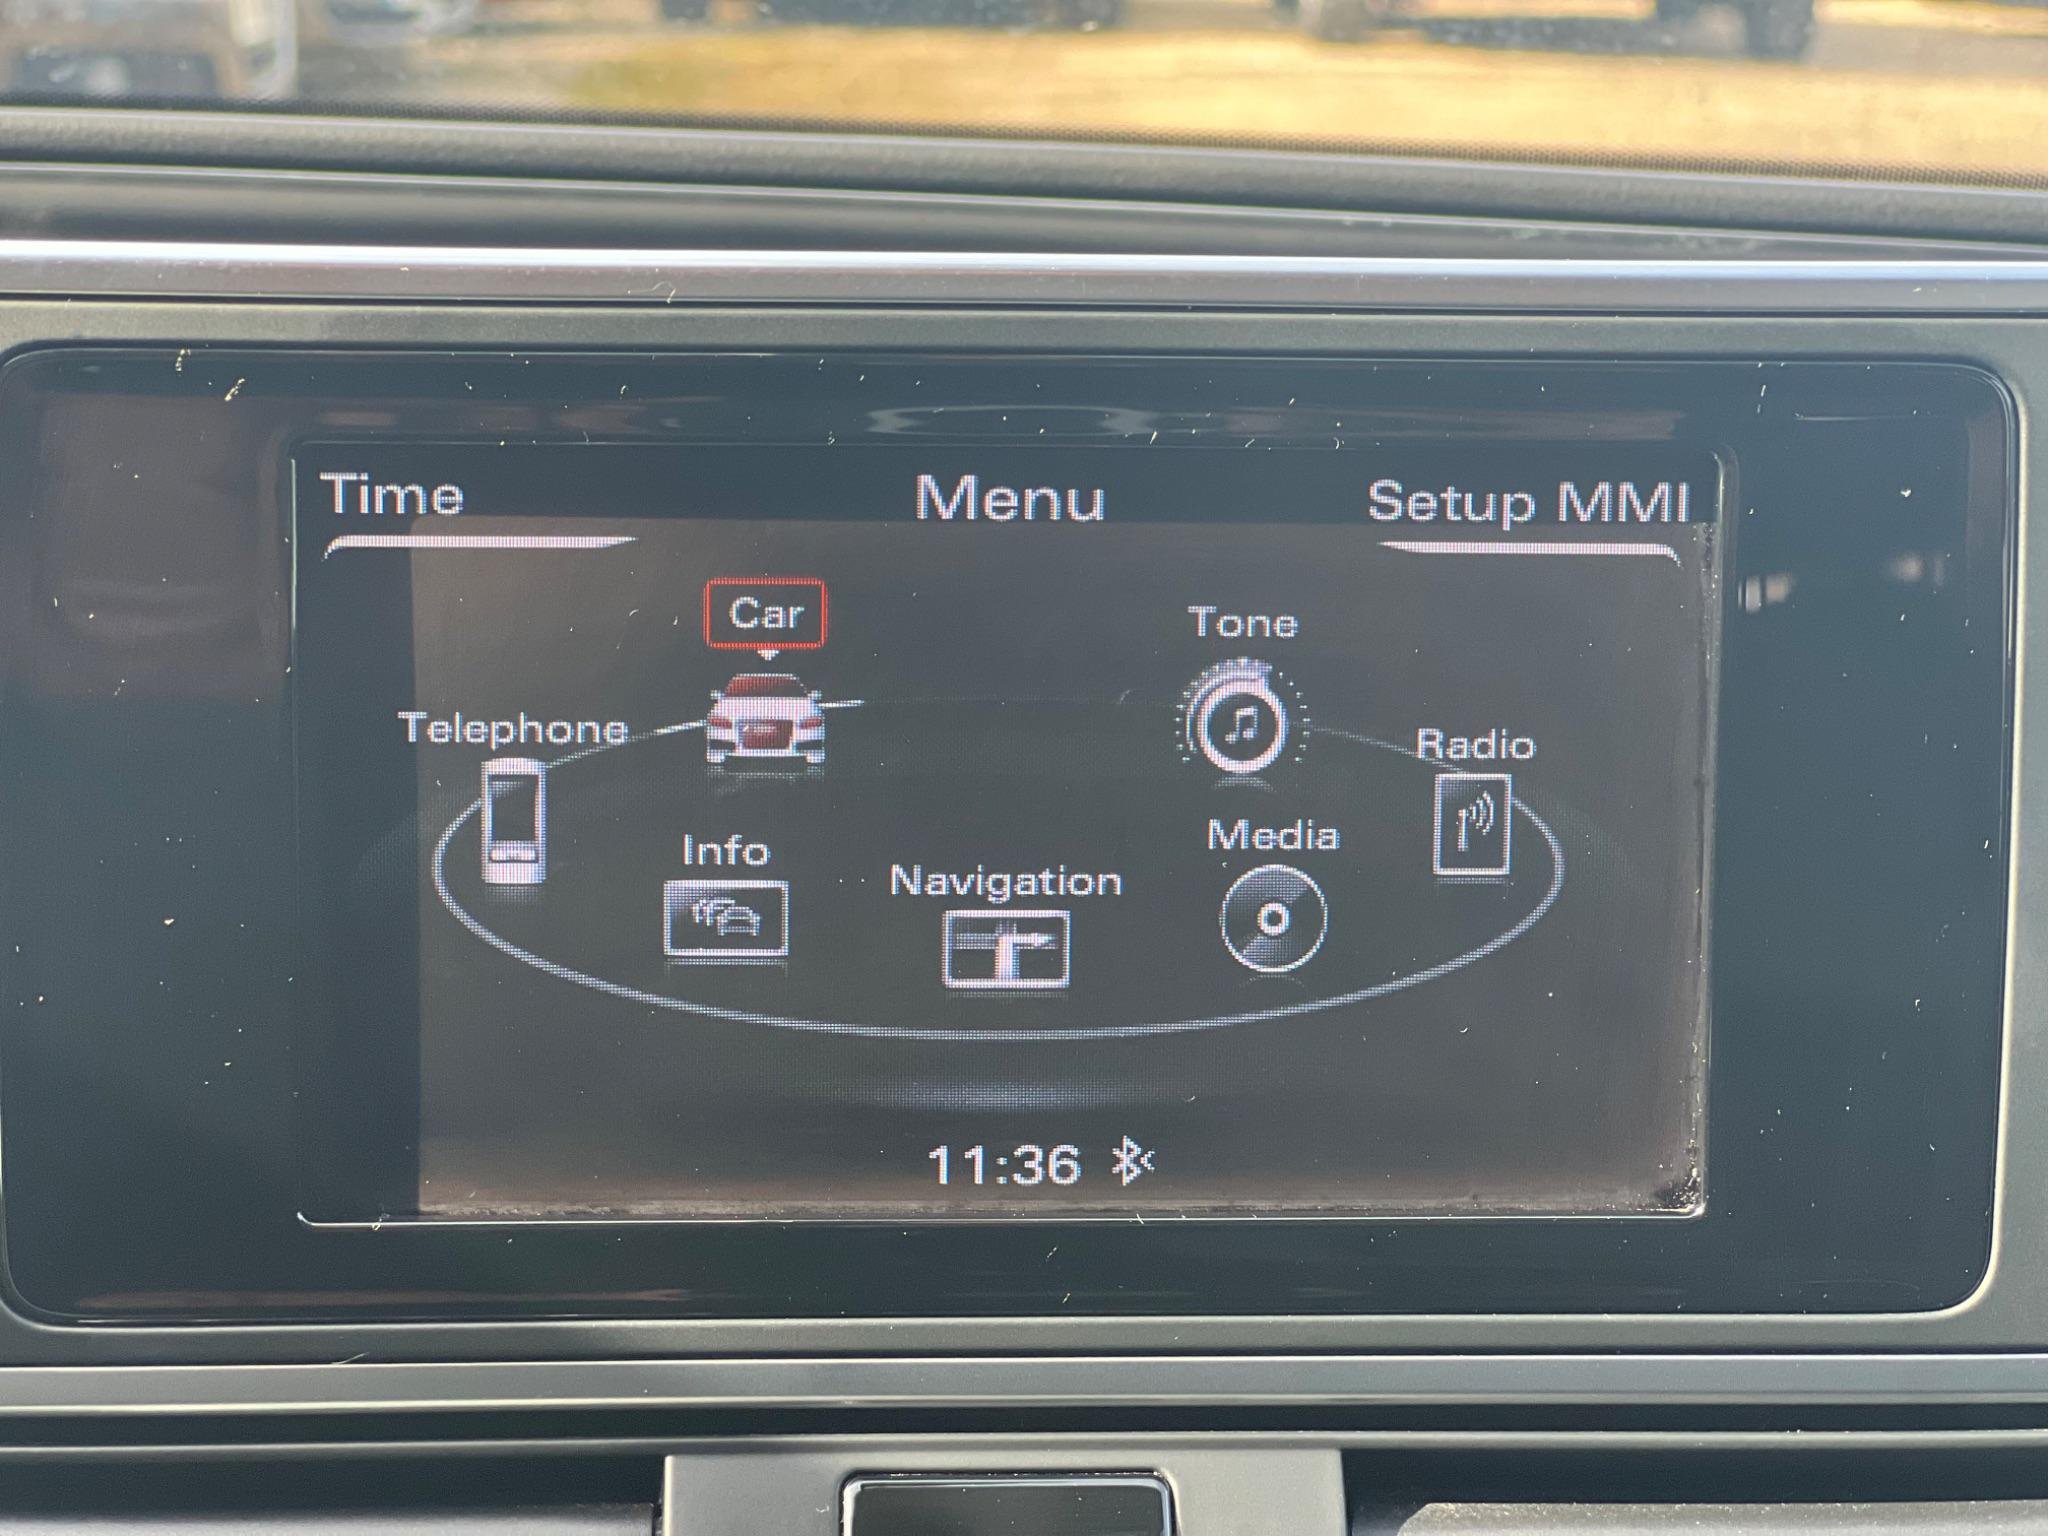 Time
Menu
Setup MMI
Car
Tone
Telephone
Radio
Info
Navigation
Media
11:36